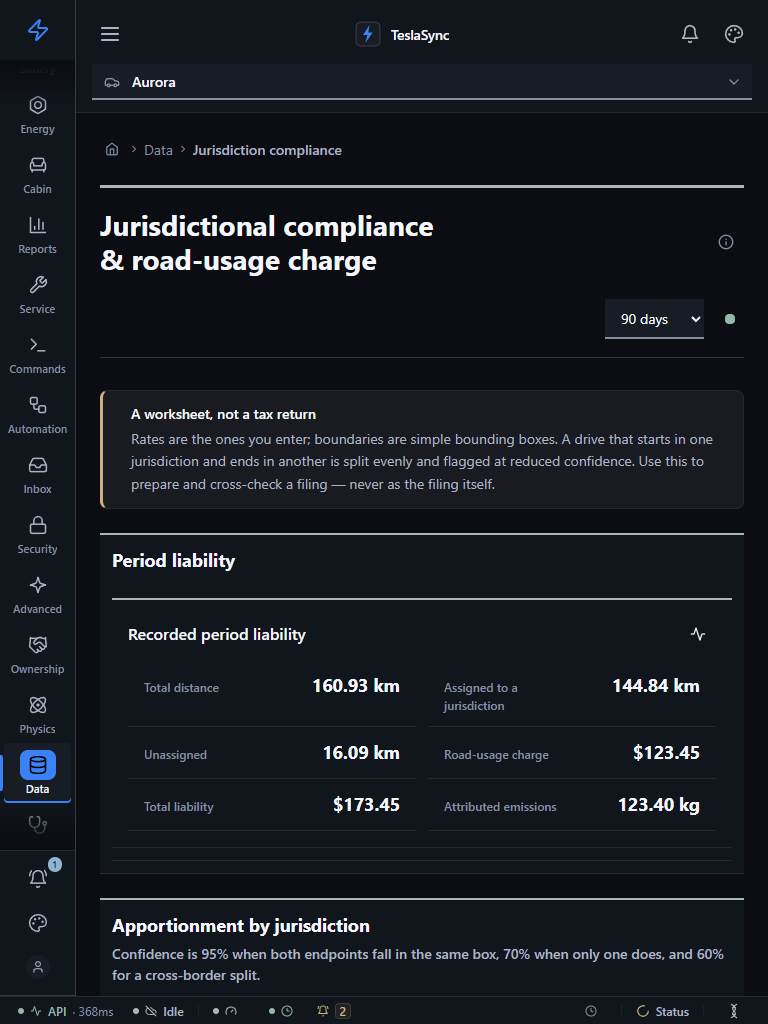 TeslaSync
Aurora
Battery
Energy
Cabin
Reports
Service
Commands
Automation
Inbox
Security
Advanced
Ownership
Physics
Data
1
Data
Jurisdiction compliance
Jurisdictional compliance
& road-usage charge
90 days
A worksheet, not a tax return
Rates are the ones you enter; boundaries are simple bounding boxes. A drive that starts in one
jurisdiction and ends in another is split evenly and flagged at reduced confidence. Use this to
prepare and cross-check a filing — never as the filing itself.
Period liability
Recorded period liability
Total distance 160.93 km
Assigned to a
jurisdiction
144.84 km
Unassigned 16.09 km
Road-usage charge $123.45
Total liability $173.45
Attributed emissions 123.40 kg
Apportionment by jurisdiction
Confidence is 95% when both endpoints fall in the same box, 70% when only one does, and 60%
for a cross-border split.
API · 368ms
Idle
2
Status